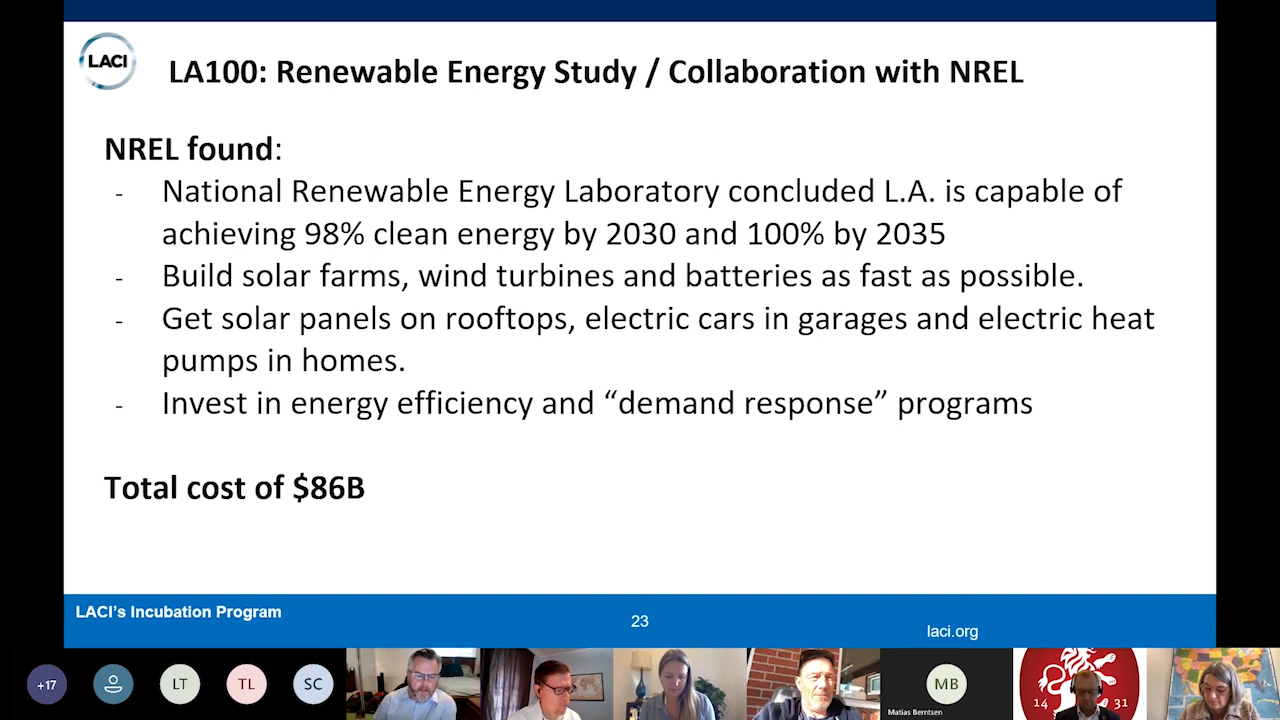 LACI
LA100: Renewable Energy Study / Collaboration with NREL
NREL found:
- National Renewable Energy Laboratory concluded L.A. is capable of
achieving 98% clean energy by 2030 and 100% by 2035
- Build solar farms, wind turbines and batteries as fast as possible.
- Get solar panels on rooftops, electric cars in garages and electric heat
pumps in homes.
- Invest in energy efficiency and “demand response” programs
Total cost of $86B
LACI’s Incubation Program
23
laci.org
+17
LT
TL
SC
MB
Matias Berntsen
14 31